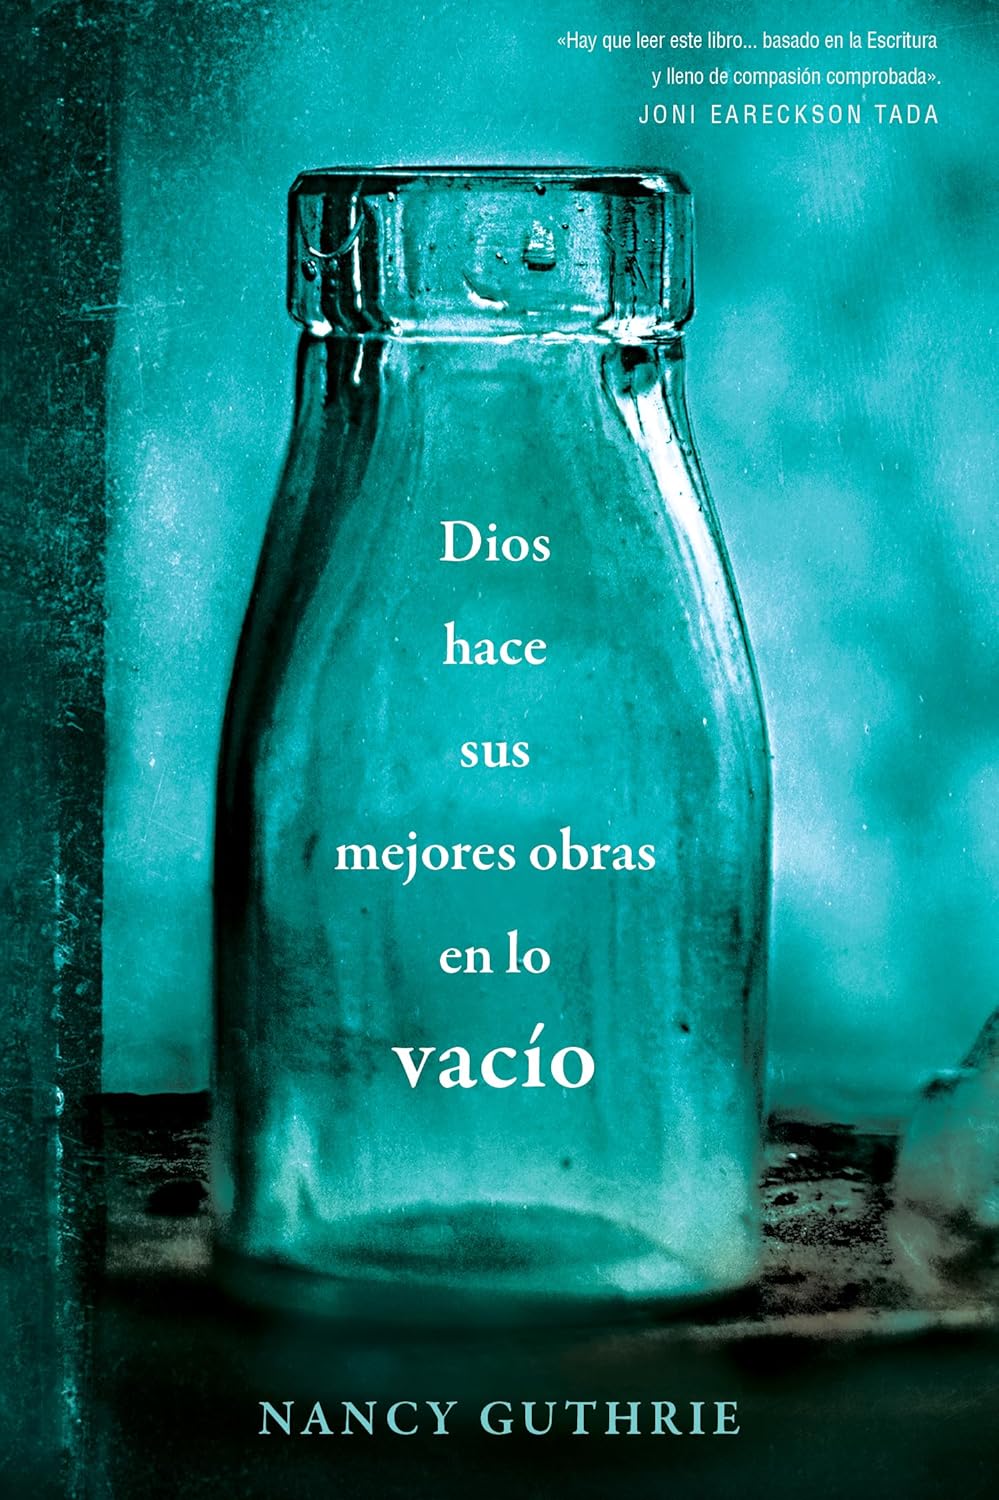 «Hay que leer este libro... basado en la Escritura
y lleno de compasión comprobada».
JONI EARECKSON TADA
Dios
hace
sus
mejores obras
en lo
vacío
NANCY GUTHRIE